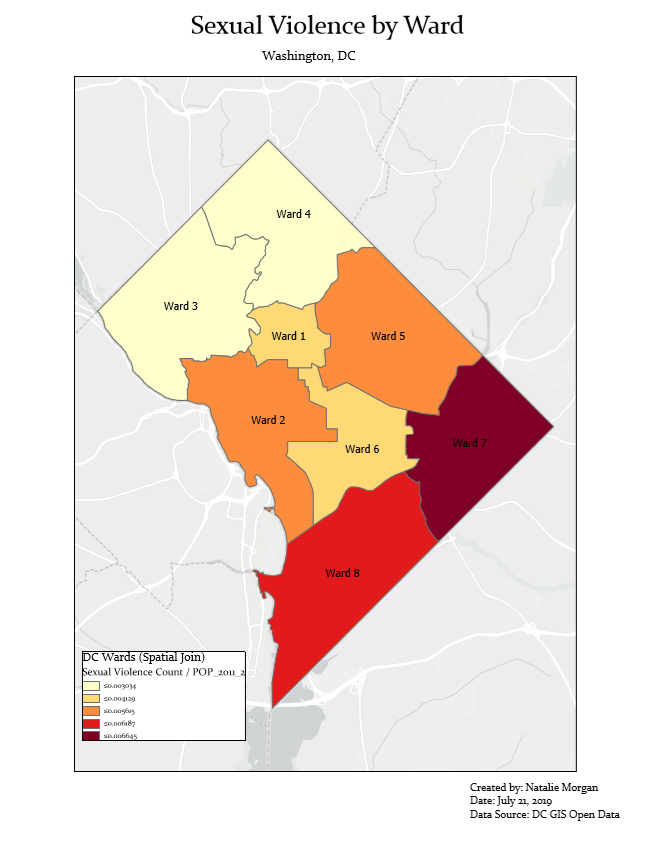 Sexual Violence by Ward
Washington, DC
Ward 4
Ward 3
Ward 1
Ward 5
Ward 2
Ward 7
Ward 6
Ward 8
DC Wards (Spatial Join)
Sexual Violence Count / POP_2011_2
≤0.003034
≤0.004129
≤0.005615
≤0.006187
≤0.006645
Created by: Natalie Morgan
Date: July 21, 2019
Data Source: DC GIS Open Data